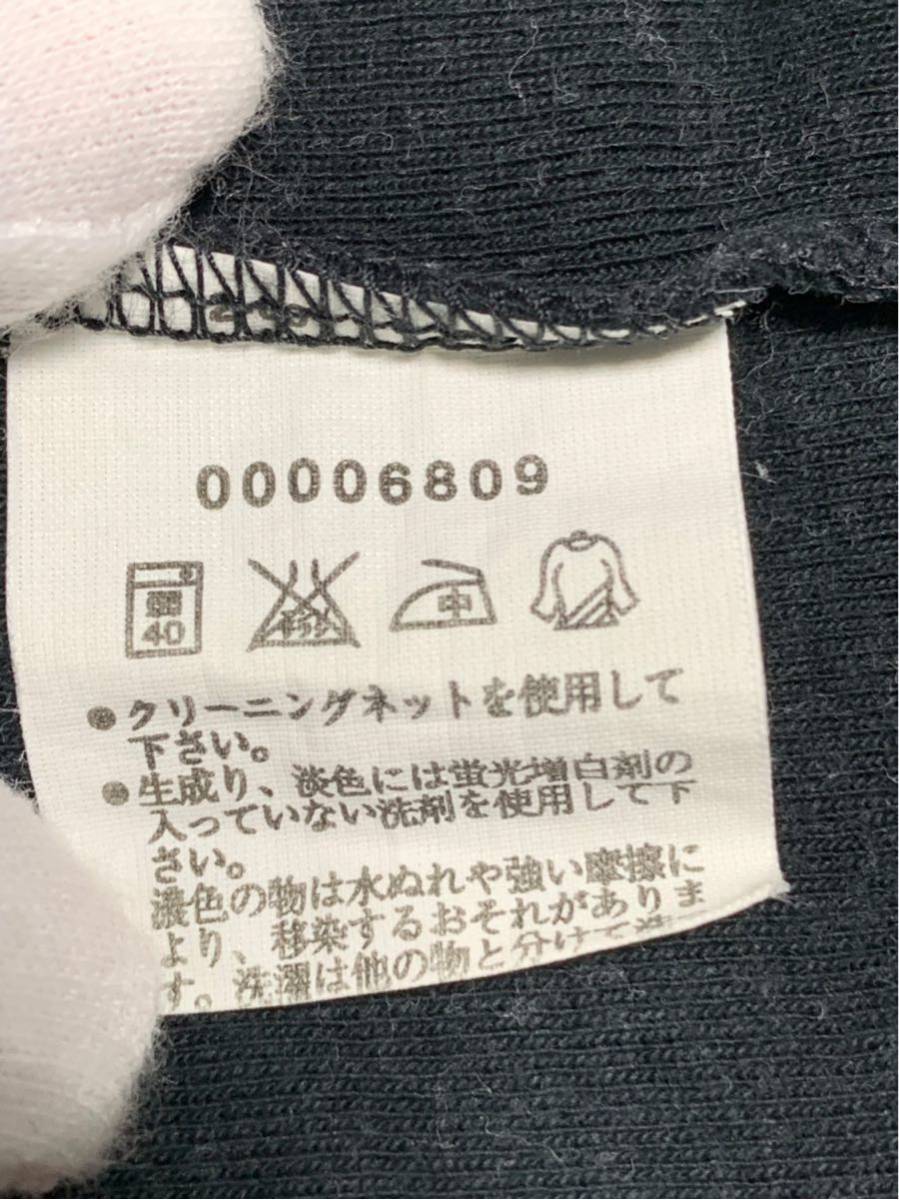 00006809
40
中
●クリーニングネットを使用して
下さい。
●生成り、淡色には蛍光増白剤の
入っていない洗剤を使用して下
さい。
濃色の物は水ぬれや強い摩擦に
より、移染するおそれがありま
す。洗濯は他の物と分けて